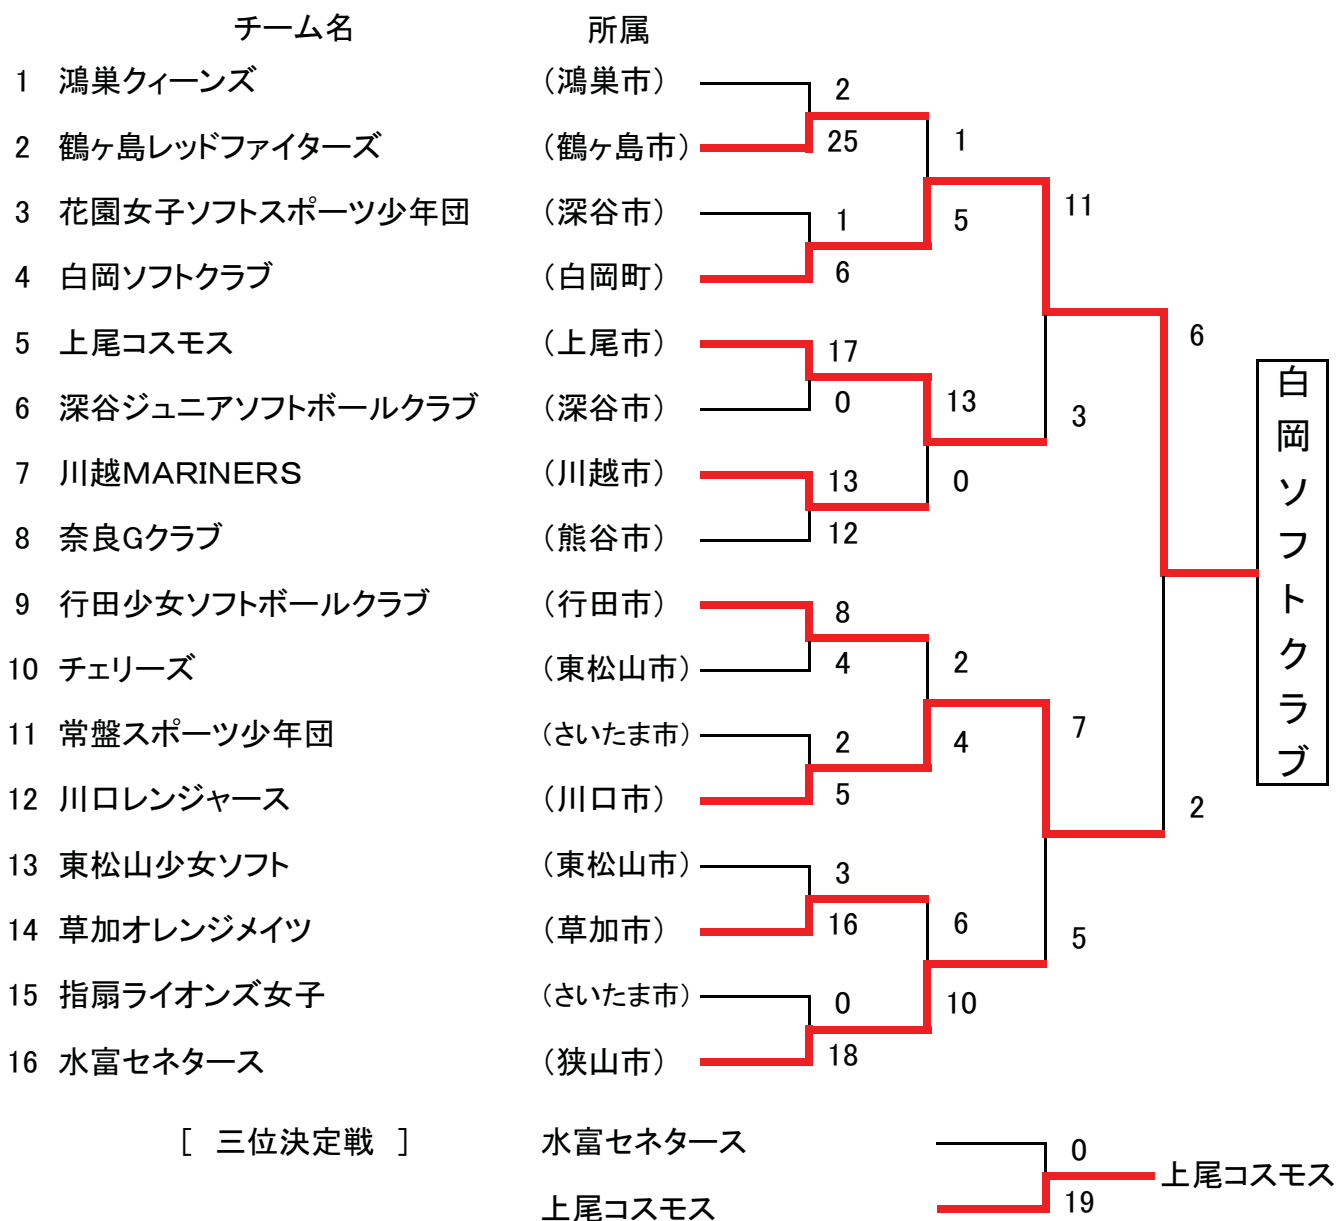 チーム名 所属
1 鴻巣クィーンズ (鴻巣市) 2
2 鶴ヶ島レッドファイターズ (鶴ヶ島市) 25 1
3 花園女子ソフトスポーツ少年団 (深谷市) 1 5 11
4 白岡ソフトクラブ (白岡町) 6
5 上尾コスモス (上尾市) 17 6
6 深谷ジュニアソフトボールクラブ (深谷市) 0 13 3
7 川越MARINERS (川越市) 13 0
8 奈良Gクラブ (熊谷市) 12
白岡ソフトクラブ
9 行田少女ソフトボールクラブ (行田市) 8
10 チェリーズ (東松山市) 4 2
11 常盤スポーツ少年団 (さいたま市) 2 4 7
12 川口レンジャース (川口市) 5 2
13 東松山少女ソフト (東松山市) 3
14 草加オレンジメイツ (草加市) 16 6 5
15 指扇ライオンズ女子 (さいたま市) 0 10
16 水富セネタース (狭山市) 18
[ 三位決定戦 ] 水富セネタース 0
上尾コスモス
上尾コスモス 19